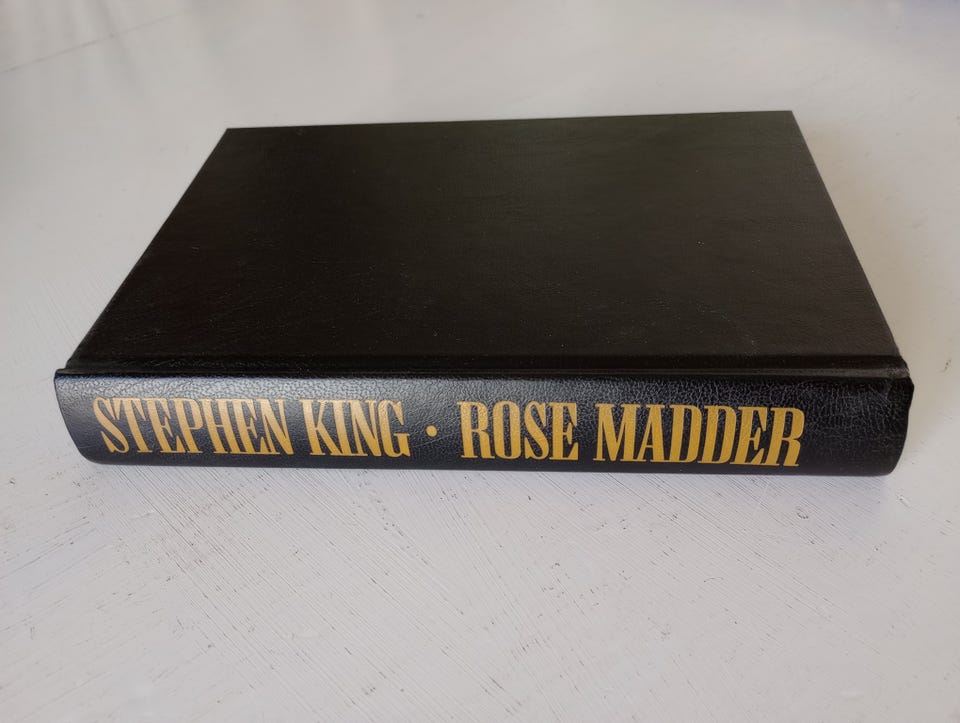 STEPHEN KING · ROSE MADDER